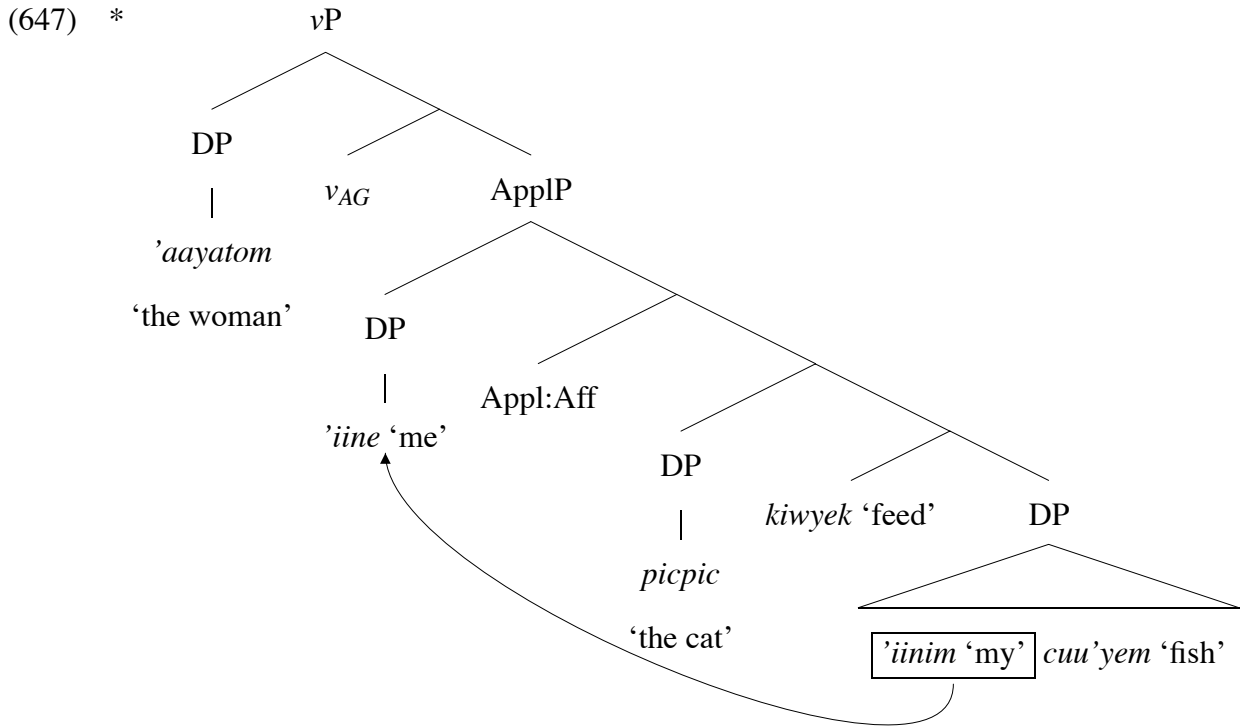 (647) * vP
DP
v_AG ApplP
’aayatom
‘the woman’ DP
Appl:Aff
’iine ‘me’
DP
kiwyek ‘feed’ DP
picpic
‘the cat’
’iinim ‘my’ cuu’yem ‘fish’